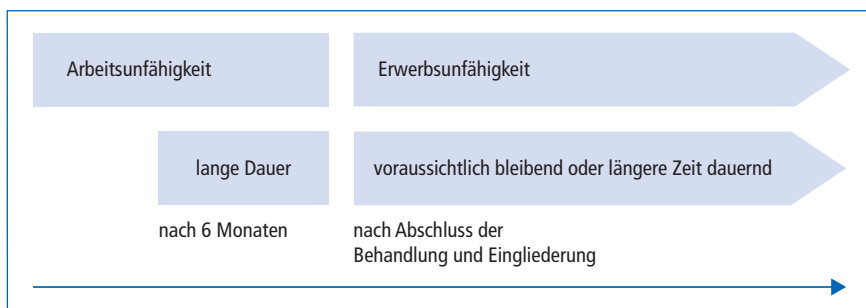 Arbeitsunfähigkeit
Erwerbsunfähigkeit
lange Dauer
voraussichtlich bleibend oder längere Zeit dauernd
nach 6 Monaten
nach Abschluss der
Behandlung und Eingliederung